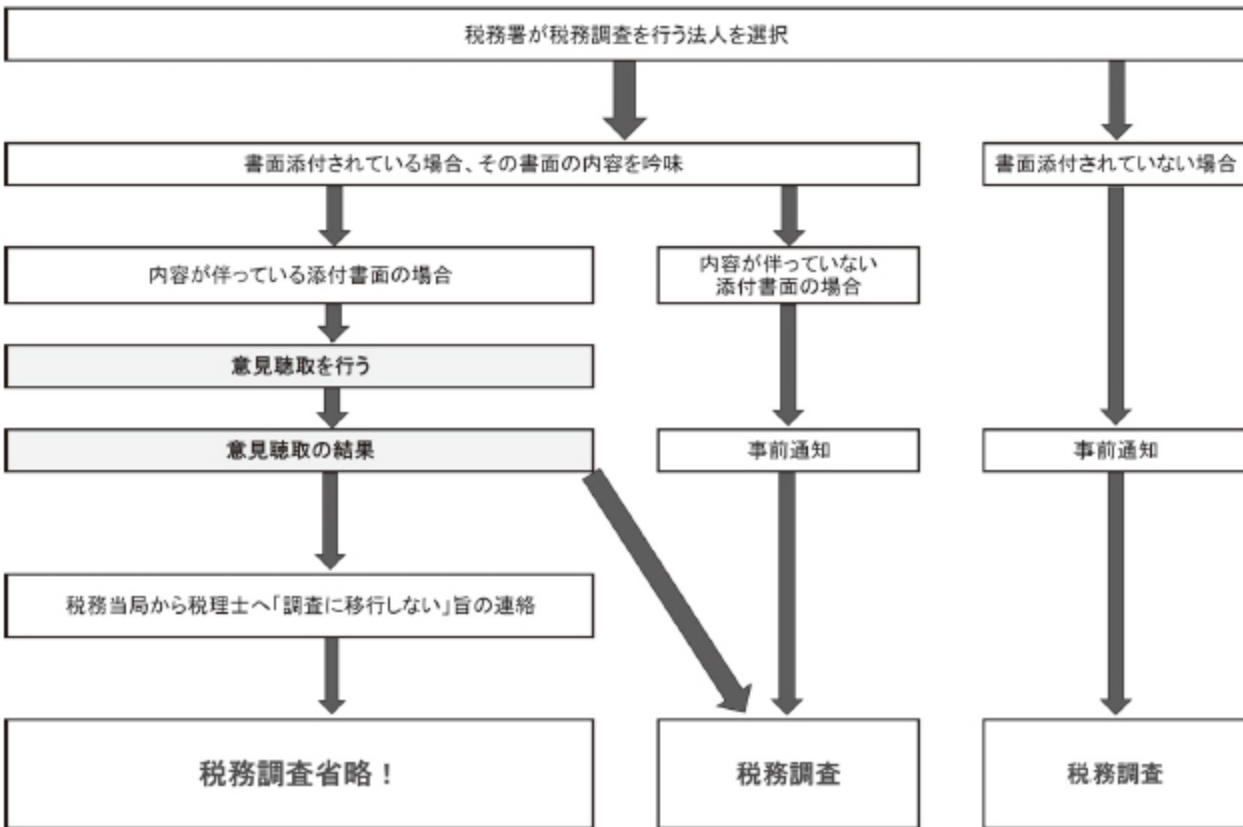 税務署が税務調査を行う法人を選択
書面添付されている場合、その書面の内容を吟味
書面添付されていない場合
内容が伴っている添付書面の場合
内容が伴っていない
添付書面の場合
意見聴取を行う
意見聴取の結果
事前通知
事前通知
税務当局から税理士へ「調査に移行しない」旨の連絡
税務調査省略！
税務調査
税務調査